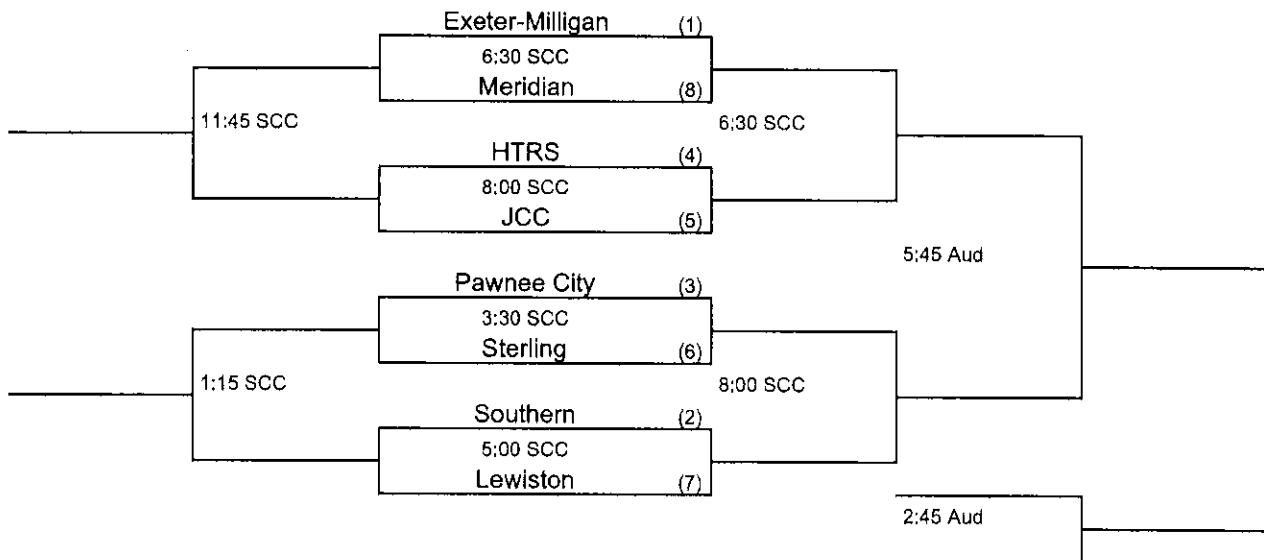 Exeter-Milligan (1)
6:30 SCC
Meridian (8)
11:45 SCC
6:30 SCC
HTRS (4)
8:00 SCC
JCC (5)
5:45 Aud
Pawnee City (3)
3:30 SCC
Sterling (6)
1:15 SCC
8:00 SCC
Southern (2)
5:00 SCC
Lewiston (7)
2:45 Aud